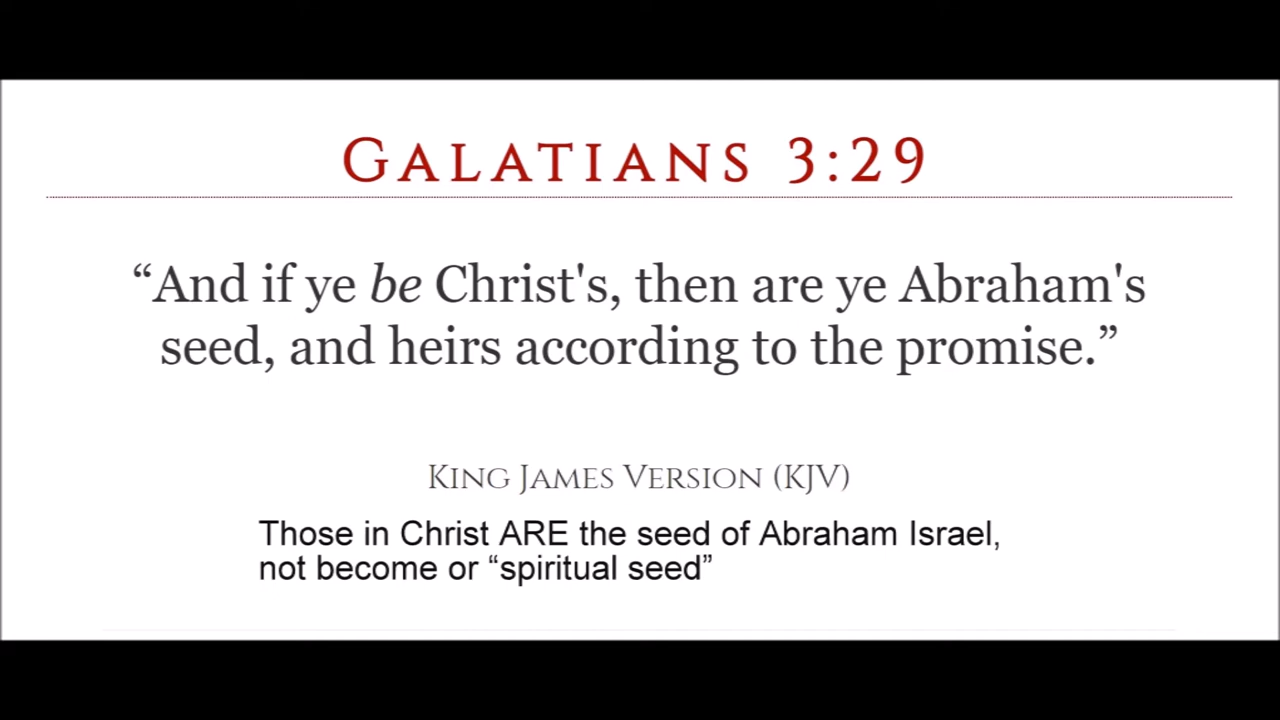 GALATIANS 3:29
“And if ye be Christ's, then are ye Abraham's
seed, and heirs according to the promise.”
KING JAMES VERSION (KJV)
Those in Christ ARE the seed of Abraham Israel,
not become or “spiritual seed”